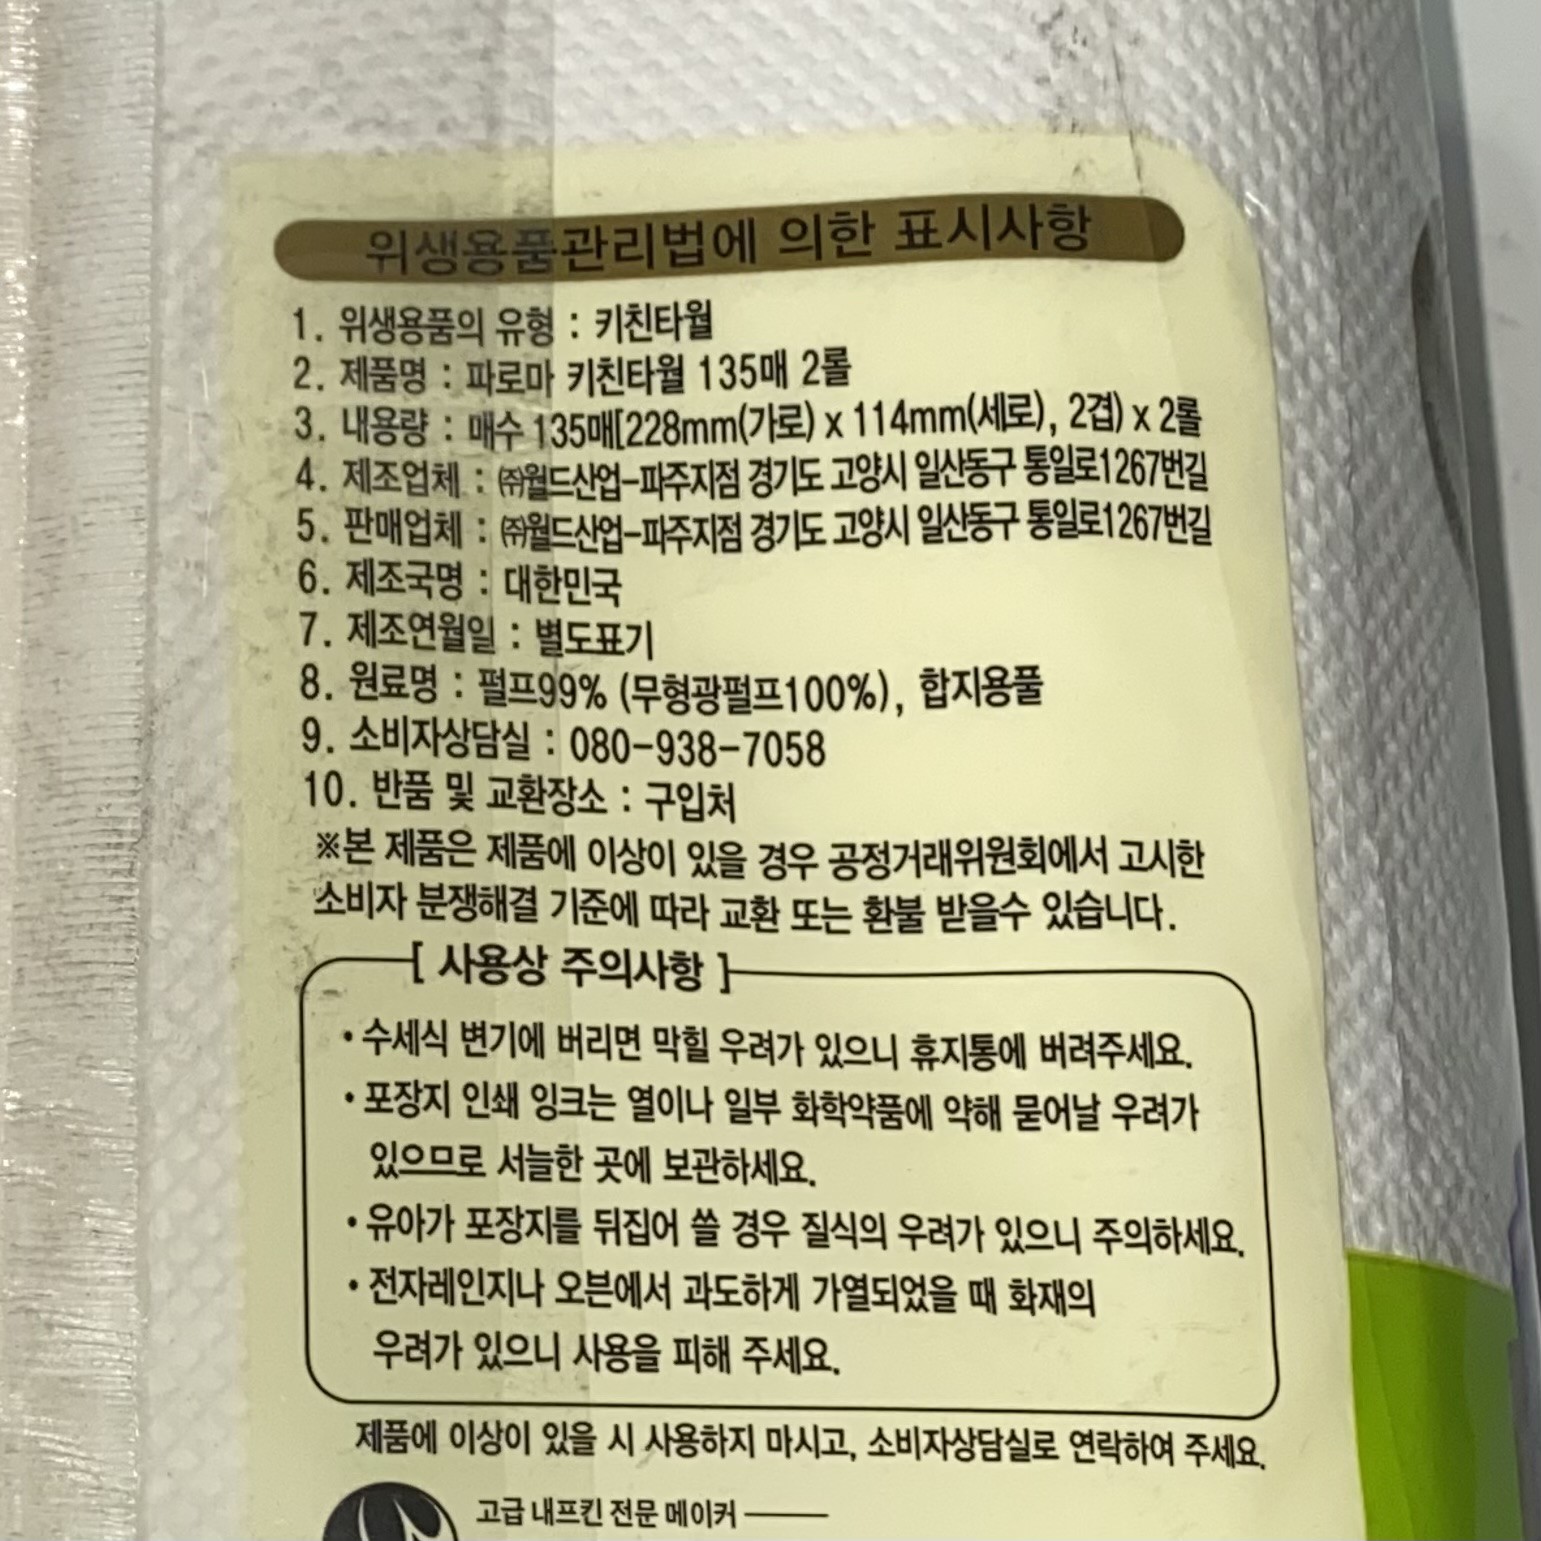 위생용품관리법에 의한 표시사항
1. 위생용품의 유형 : 키친타월
2. 제품명 : 파로마 키친타월 135매 2롤
3. 내용량 : 매수 135매[228mm(가로) x 114mm(세로), 2겹) x 2롤
4. 제조업체 : ㈜월드산업-파주지점 경기도 고양시 일산동구 통일로1267번길
5. 판매업체 : ㈜월드산업-파주지점 경기도 고양시 일산동구 통일로1267번길
6. 제조국명 : 대한민국
7. 제조연월일 : 별도표기
8. 원료명 : 펄프99% (무형광펄프100%), 합지용풀
9. 소비자상담실 : 080-938-7058
10. 반품 및 교환장소 : 구입처
※본 제품은 제품에 이상이 있을 경우 공정거래위원회에서 고시한
소비자 분쟁해결 기준에 따라 교환 또는 환불 받을수 있습니다.
[ 사용상 주의사항 ]
• 수세식 변기에 버리면 막힐 우려가 있으니 휴지통에 버려주세요.
• 포장지 인쇄 잉크는 열이나 일부 화학약품에 약해 묻어날 우려가
있으므로 서늘한 곳에 보관하세요.
• 유아가 포장지를 뒤집어 쓸 경우 질식의 우려가 있으니 주의하세요.
• 전자레인지나 오븐에서 과도하게 가열되었을 때 화재의
우려가 있으니 사용을 피해 주세요.
제품에 이상이 있을 시 사용하지 마시고, 소비자상담실로 연락하여 주세요.
고급 내프킨 전문 메이커